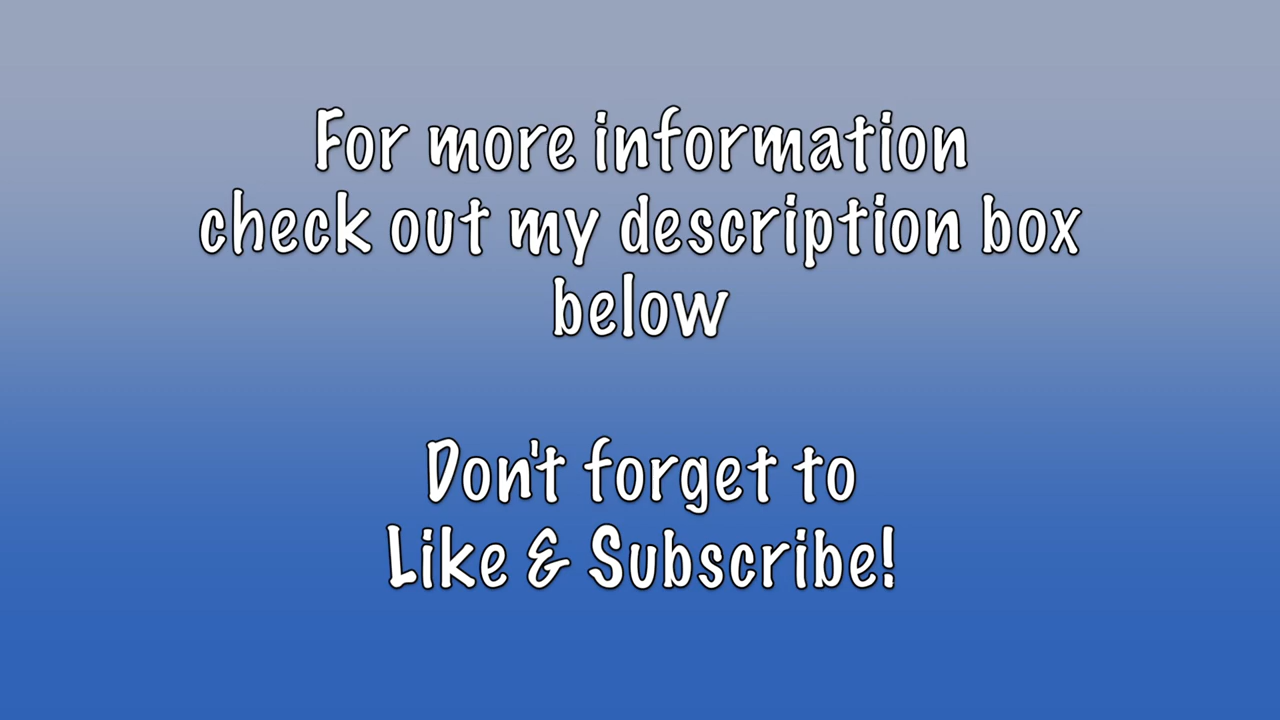 For more information
check out my description box
below
Don't forget to
Like & Subscribe!